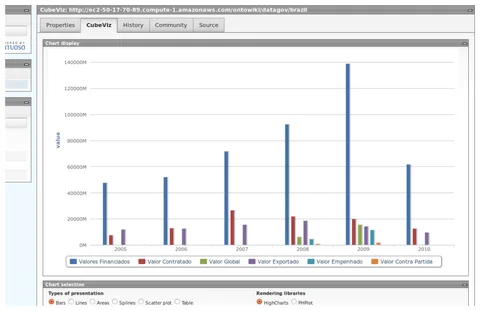 CubeViz: http://ec2-50-17-70-89.compute-1.amazonaws.com/ontowiki/datagov/brazil
Properties CubeViz History Community Source
Chart display
140000M
120000M
100000M
80000M
60000M
40000M
20000M
0M
value
2005 2006 2007 2008 2009 2010
Valores Financiados Valor Contratado Valor Global Valor Exportado Valor Empenhado Valor Contra Partida
Chart selection
Types of presentation Rendering libraries
Bars Lines Areas Splines Scatter plot Table HighCharts PHPlot